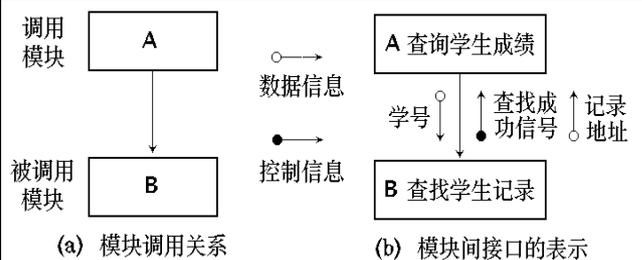 调用
模块
A
数据信息
控制信息
被调用
模块
B
(a) 模块调用关系
A 查询学生成绩
学号
查找成
功信号
记录
地址
B 查找学生记录
(b) 模块间接口的表示